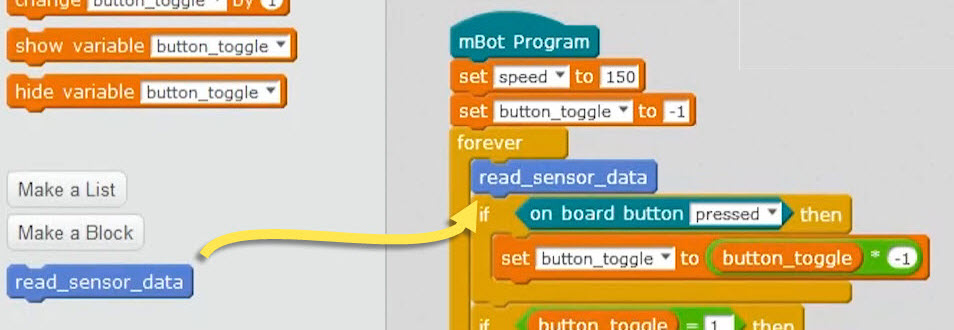 change button_toggle by 1
show variable button_toggle
hide variable button_toggle
Make a List
Make a Block
read_sensor_data
mBot Program
set speed to 150
set button_toggle to -1
forever
read_sensor_data
if on board button pressed then
set button_toggle to button_toggle * -1
if button_toggle = 1 then